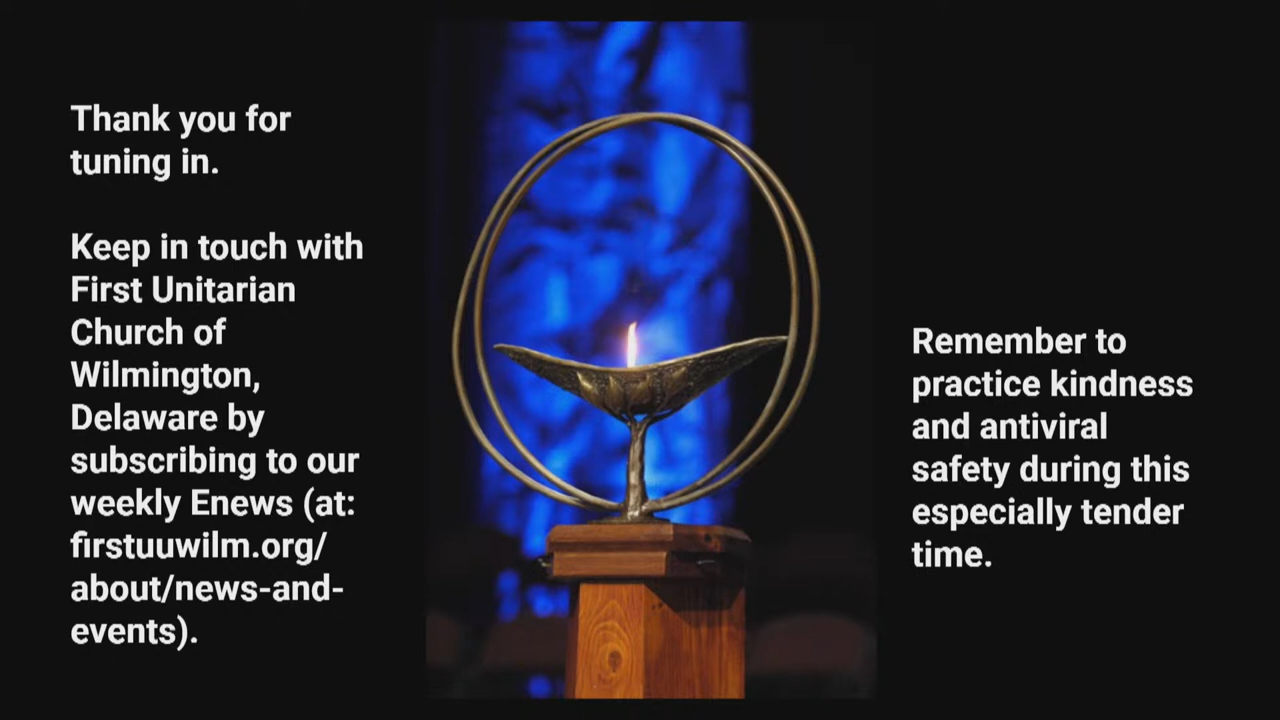 Thank you for
tuning in.
Keep in touch with
First Unitarian
Church of
Wilmington,
Delaware by
subscribing to our
weekly Enews (at:
firstuuwilm.org/
about/news-and-
events).
Remember to
practice kindness
and antiviral
safety during this
especially tender
time.